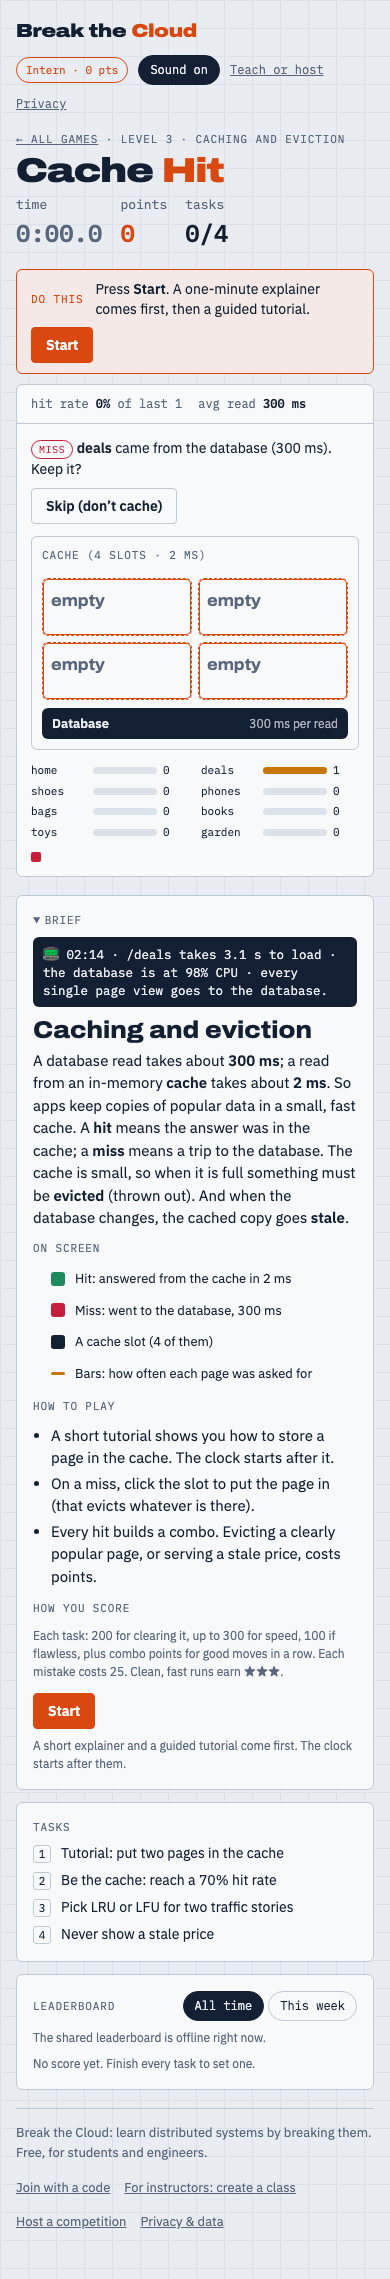 Break the Cloud
Intern · 0 pts
Sound on
Teach or host
Privacy
← ALL GAMES · LEVEL 3 · CACHING AND EVICTION
Cache Hit
time points tasks
0:00.0 0 0/4
DO THIS
Press Start. A one-minute explainer
comes first, then a guided tutorial.
Start
hit rate 0% of last 1 avg read 300 ms
MISS deals came from the database (300 ms).
Keep it?
Skip (don’t cache)
CACHE (4 SLOTS · 2 MS)
empty empty
empty empty
Database 300 ms per read
home 0 deals 1
shoes 0 phones 0
bags 0 books 0
toys 0 garden 0
▼ BRIEF
02:14 · /deals takes 3.1 s to load ·
the database is at 98% CPU · every
single page view goes to the database.
Caching and eviction
A database read takes about 300 ms; a read
from an in-memory cache takes about 2 ms. So
apps keep copies of popular data in a small, fast
cache. A hit means the answer was in the
cache; a miss means a trip to the database. The
cache is small, so when it is full something must
be evicted (thrown out). And when the
database changes, the cached copy goes stale.
ON SCREEN
Hit: answered from the cache in 2 ms
Miss: went to the database, 300 ms
A cache slot (4 of them)
Bars: how often each page was asked for
HOW TO PLAY
• A short tutorial shows you how to store a
page in the cache. The clock starts after it.
• On a miss, click the slot to put the page in
(that evicts whatever is there).
• Every hit builds a combo. Evicting a clearly
popular page, or serving a stale price, costs
points.
HOW YOU SCORE
Each task: 200 for clearing it, up to 300 for speed, 100 if
flawless, plus combo points for good moves in a row. Each
mistake costs 25. Clean, fast runs earn ★★★.
Start
A short explainer and a guided tutorial come first. The clock
starts after them.
TASKS
1 Tutorial: put two pages in the cache
2 Be the cache: reach a 70% hit rate
3 Pick LRU or LFU for two traffic stories
4 Never show a stale price
LEADERBOARD
All time
This week
The shared leaderboard is offline right now.
No score yet. Finish every task to set one.
Break the Cloud: learn distributed systems by breaking them.
Free, for students and engineers.
Join with a code For instructors: create a class
Host a competition Privacy & data